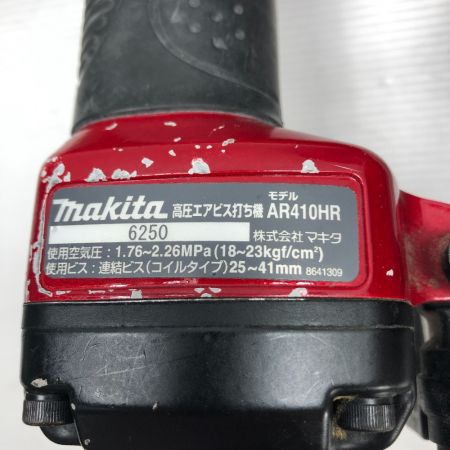 makita 高圧エアビス打ち機 モデル AR410HR
6250 株式会社マキタ
使用空気圧：1.76~2.26MPa(18~23kgf/cm²)
使用ビス：連結ビス(コイルタイプ)25~41mm 8641309